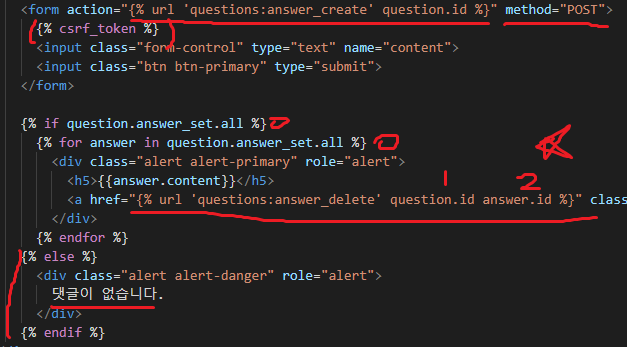 <form action="{% url 'questions:answer_create' question.id %}" method="POST">
{% csrf_token %}
<input class="form-control" type="text" name="content">
<input class="btn btn-primary" type="submit">
</form>
{% if question.answer_set.all %}
{% for answer in question.answer_set.all %}
<div class="alert alert-primary" role="alert">
1 2
<h5>{{answer.content}}</h5>
<a href="{% url 'questions:answer_delete' question.id answer.id %}" clas
</div>
{% endfor %}
{% else %}
<div class="alert alert-danger" role="alert">
댓글이 없습니다.
</div>
{% endif %}